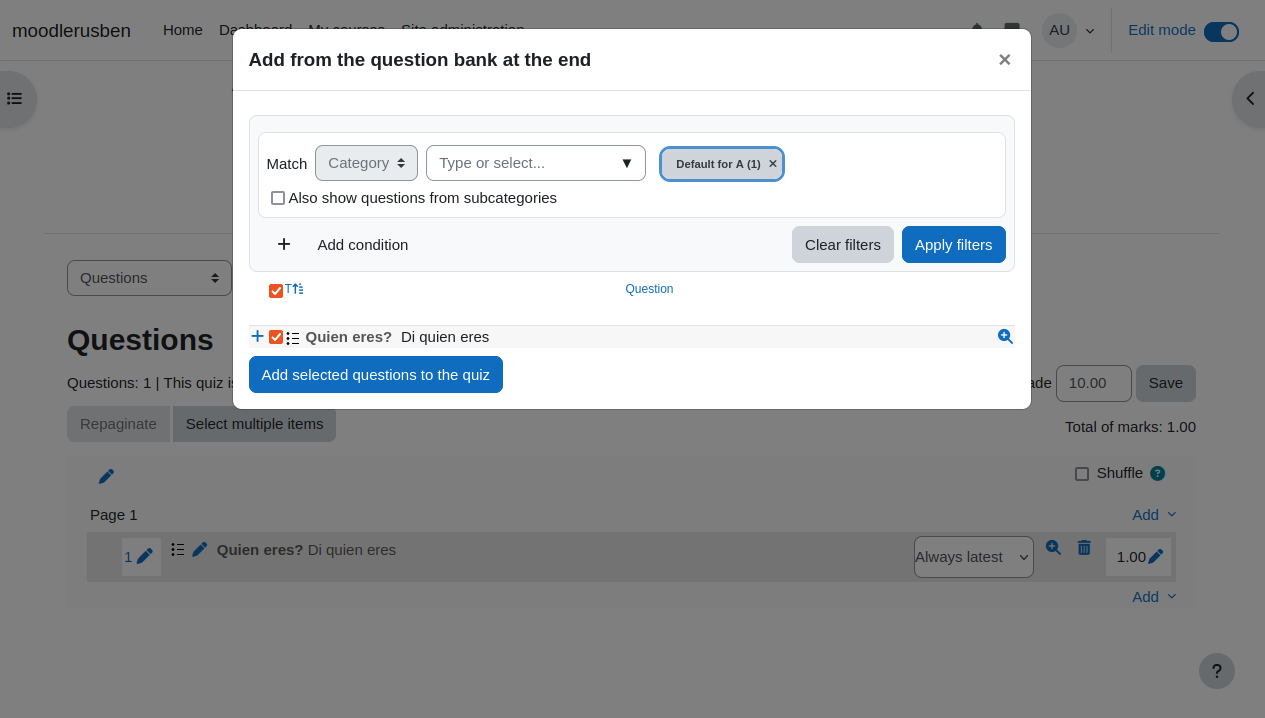 moodlerusben
Home Dashboard My courses Site administration
AU
Edit mode
Add from the question bank at the end
×
Match
Category
Type or select...
▼
Default for A (1) ×
Also show questions from subcategories
+ Add condition
Clear filters
Apply filters
T
Question
Questions
+ Quien eres? Di quien eres
Questions
Add selected questions to the quiz
Questions: 1 | This quiz
10.00
Save
Repaginate
Select multiple items
Total of marks: 1.00
Shuffle ?
Page 1
Add
1
Quien eres? Di quien eres
Always latest
1.00
Add
?